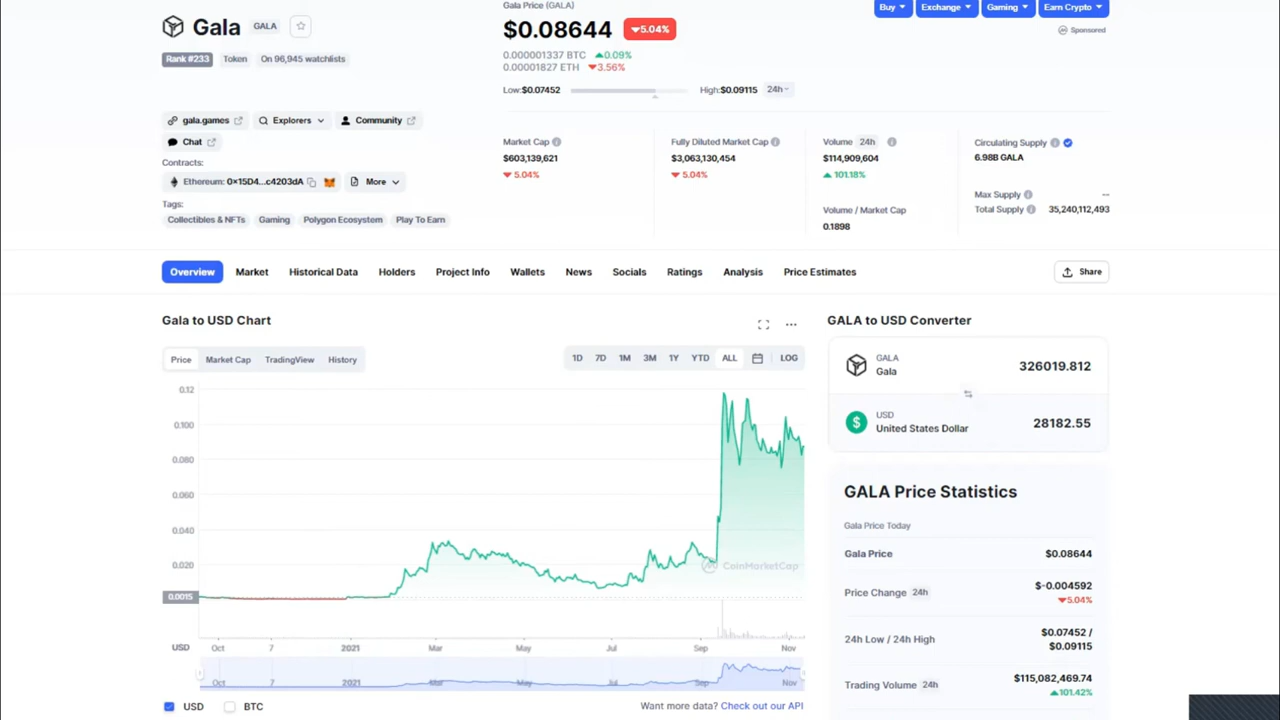 Gala GALA
Rank #233 Token On 96,945 watchlists
gala.games Explorers Community
Chat
Contracts:
Ethereum: 0x15D4...c4203dA More
Tags:
Collectibles & NFTs Gaming Polygon Ecosystem Play To Earn
Gala Price (GALA)
$0.08644 5.04%
0.000001337 BTC 0.09%
0.00001827 ETH 3.56%
Low:$0.07452 High:$0.09115 24h
Buy Exchange Gaming Earn Crypto
Sponsored
Market Cap
$603,139,621
5.04%
Fully Diluted Market Cap
$3,063,130,454
5.04%
Volume 24h
$114,909,604
101.18%
Volume / Market Cap
0.1898
Circulating Supply
6.98B GALA
Max Supply --
Total Supply 35,240,112,493
Overview Market Historical Data Holders Project Info Wallets News Socials Ratings Analysis Price Estimates Share
Gala to USD Chart
Price Market Cap TradingView History
1D 7D 1M 3M 1Y YTD ALL LOG
0.12
0.100
0.080
0.060
0.040
0.020
0.0015
CoinMarketCap
USD Oct 7 2021 Mar May Jul Sep Nov
Oct 7 2021 Mar May Jul Sep Nov
USD BTC
Want more data? Check out our API
GALA to USD Converter
GALA
Gala 326019.812
USD
United States Dollar 28182.55
GALA Price Statistics
Gala Price Today
Gala Price $0.08644
Price Change 24h $-0.004592
5.04%
24h Low / 24h High $0.07452 /
$0.09115
Trading Volume 24h $115,082,469.74
101.42%